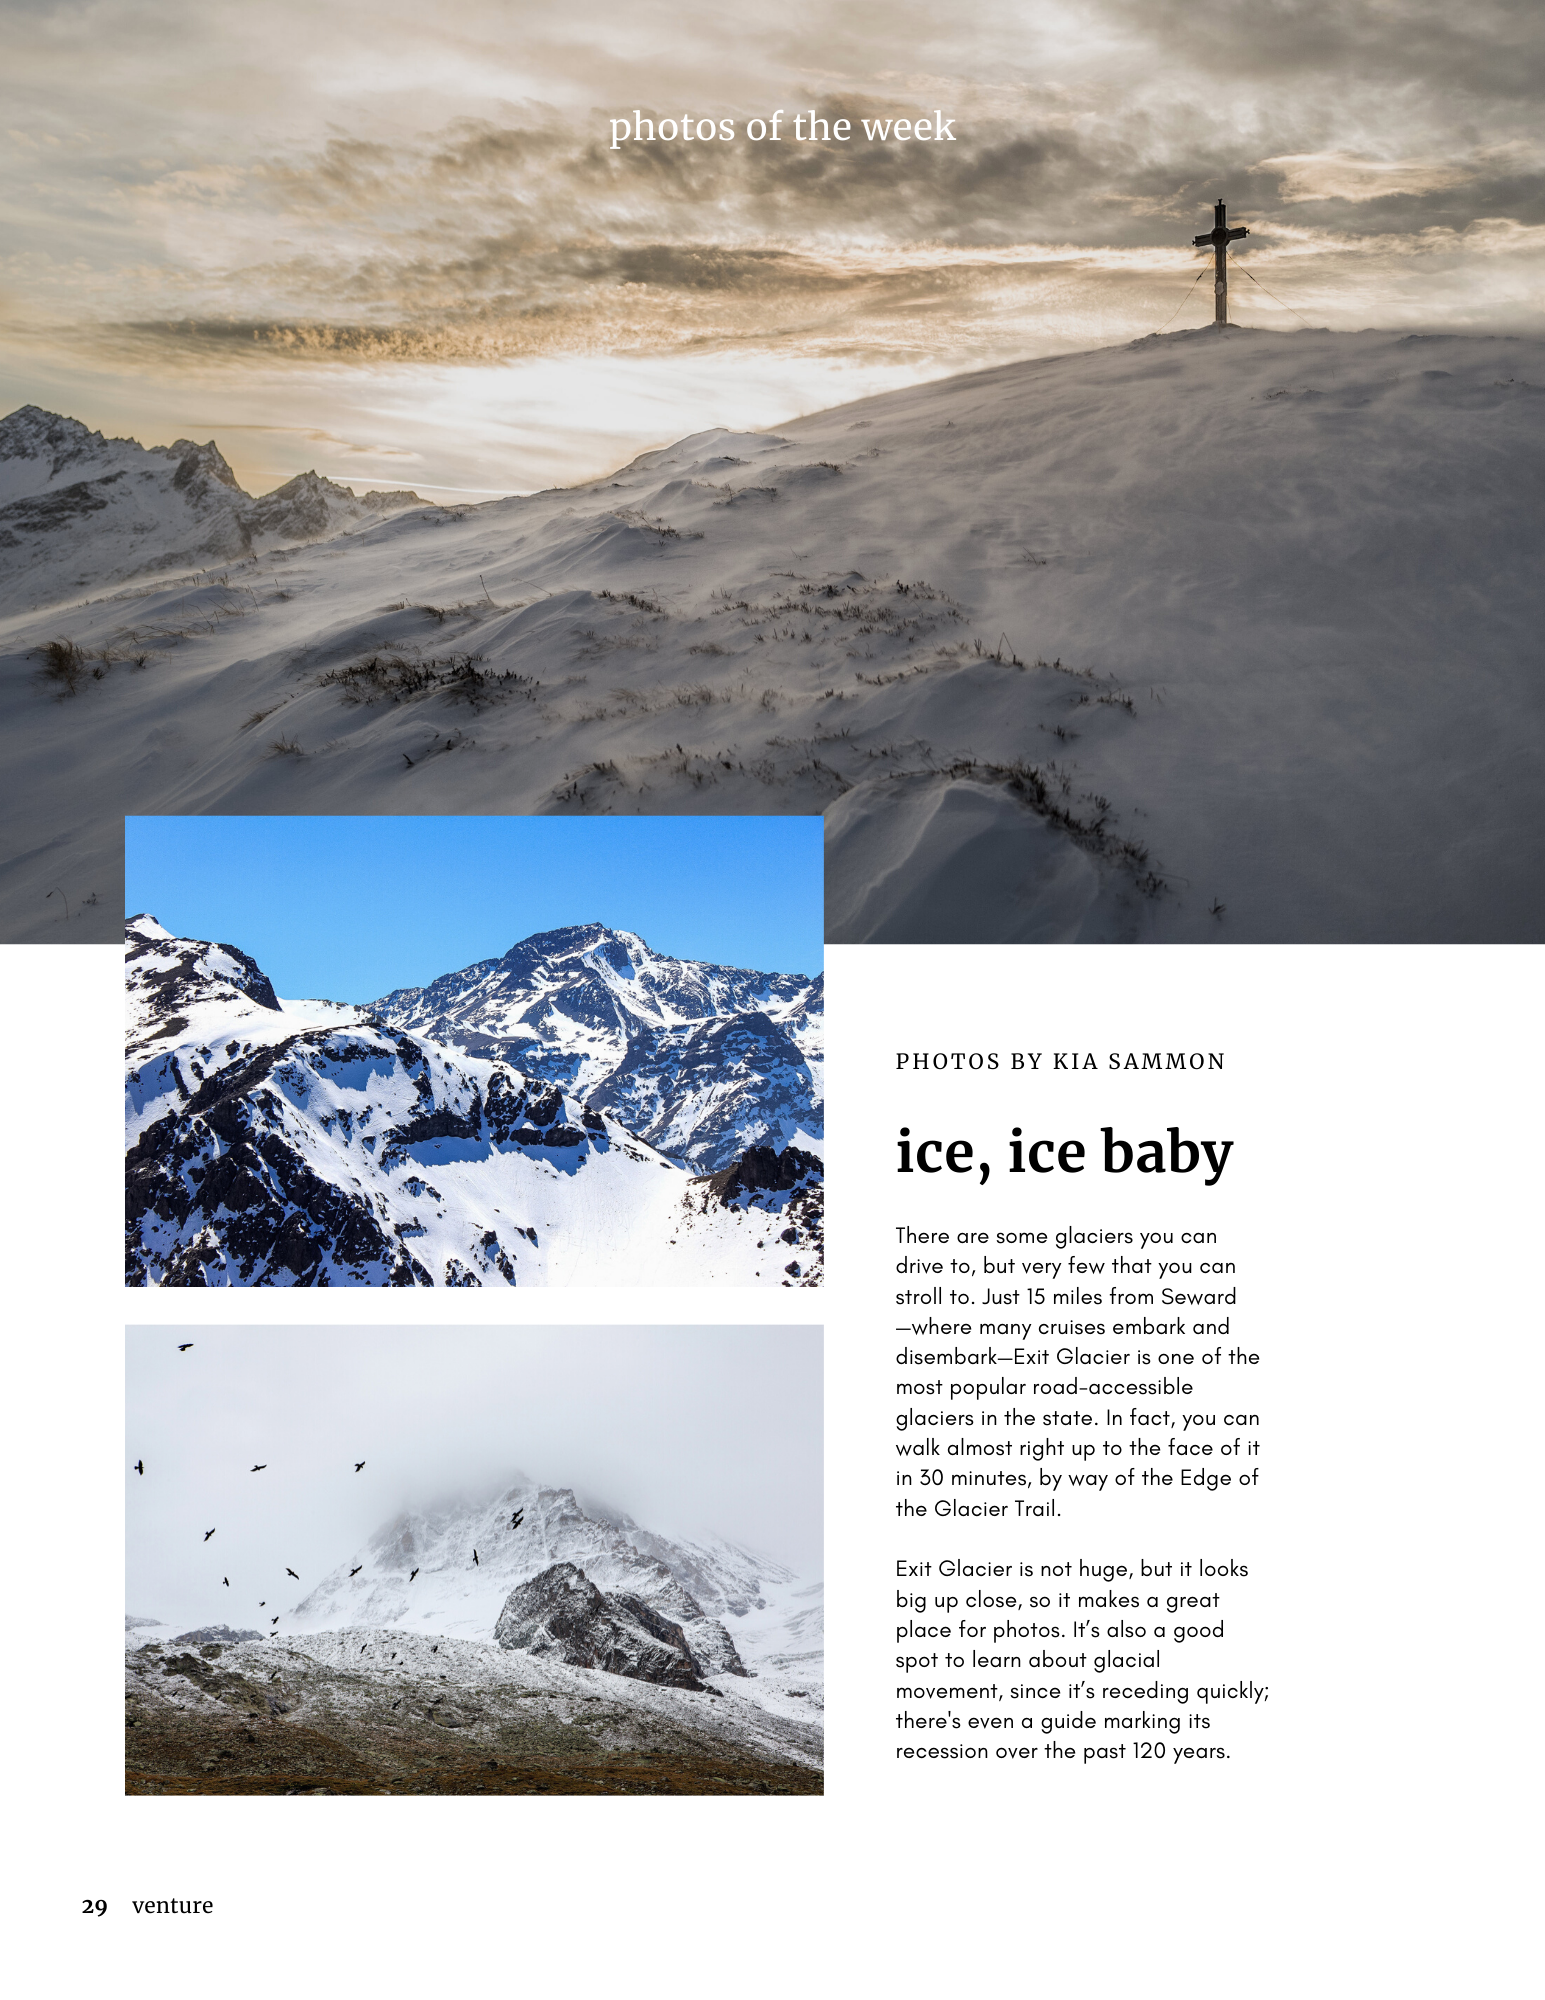 photos of the week
PHOTOS BY KIA SAMMON
ice, ice baby
There are some glaciers you can
drive to, but very few that you can
stroll to. Just 15 miles from Seward
—where many cruises embark and
disembark—Exit Glacier is one of the
most popular road-accessible
glaciers in the state. In fact, you can
walk almost right up to the face of it
in 30 minutes, by way of the Edge of
the Glacier Trail.
Exit Glacier is not huge, but it looks
big up close, so it makes a great
place for photos. It’s also a good
spot to learn about glacial
movement, since it’s receding quickly;
there's even a guide marking its
recession over the past 120 years.
29 venture